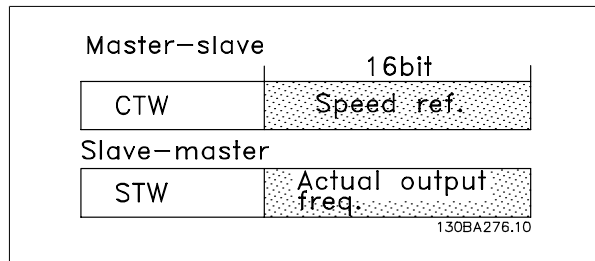 Master-slave
16bit
CTW
Speed ref.
Slave-master
STW
Actual output
freq.
130BA276.10